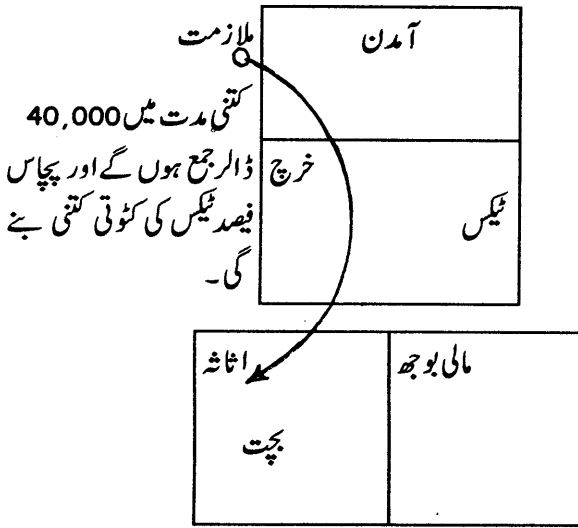 آمدن
ملازمت
کتنی مدت میں 40,000
ڈالر جمع ہوں گے اور پچاس
فیصد ٹیکس کی کٹوتی کتنی بنے
گی۔
خرچ
ٹیکس
اثاثہ
مالی بوجھ
بچت